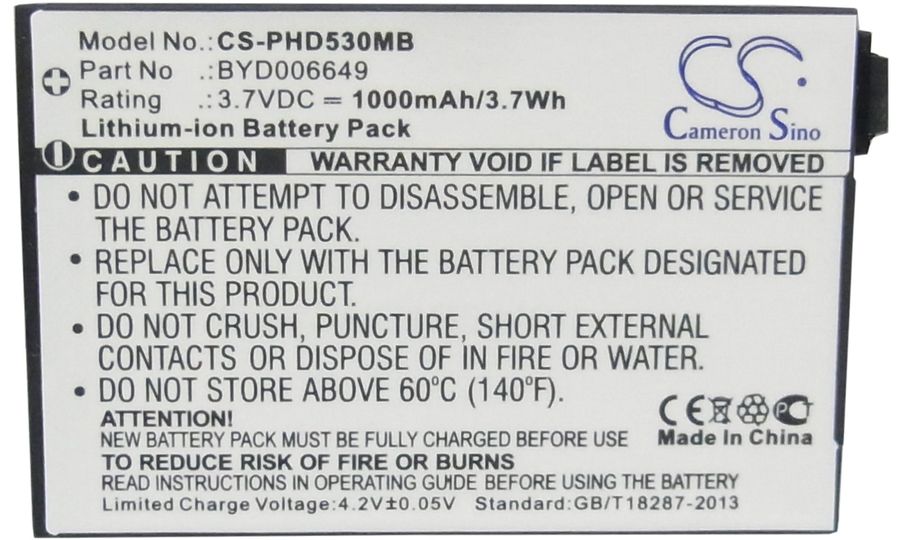 Model No.: CS-PHD530MB
Part No .: BYD006649
Rating .: 3.7VDC = 1000mAh/3.7Wh
Lithium-ion Battery Pack
CS
Cameron Sino
CAUTION WARRANTY VOID IF LABEL IS REMOVED
• DO NOT ATTEMPT TO DISASSEMBLE, OPEN OR SERVICE
THE BATTERY PACK.
• REPLACE ONLY WITH THE BATTERY PACK DESIGNATED
FOR THIS PRODUCT.
• DO NOT CRUSH, PUNCTURE, SHORT EXTERNAL
CONTACTS OR DISPOSE OF IN FIRE OR WATER.
• DO NOT STORE ABOVE 60°C (140°F).
ATTENTION!
NEW BATTERY PACK MUST BE FULLY CHARGED BEFORE USE
TO REDUCE RISK OF FIRE OR BURNS
READ INSTRUCTIONS CAREFULLY BEFORE USING THE BATTERY
Limited Charge Voltage:4.2V±0.05V Standard:GB/T18287-2013
CE
Made In China